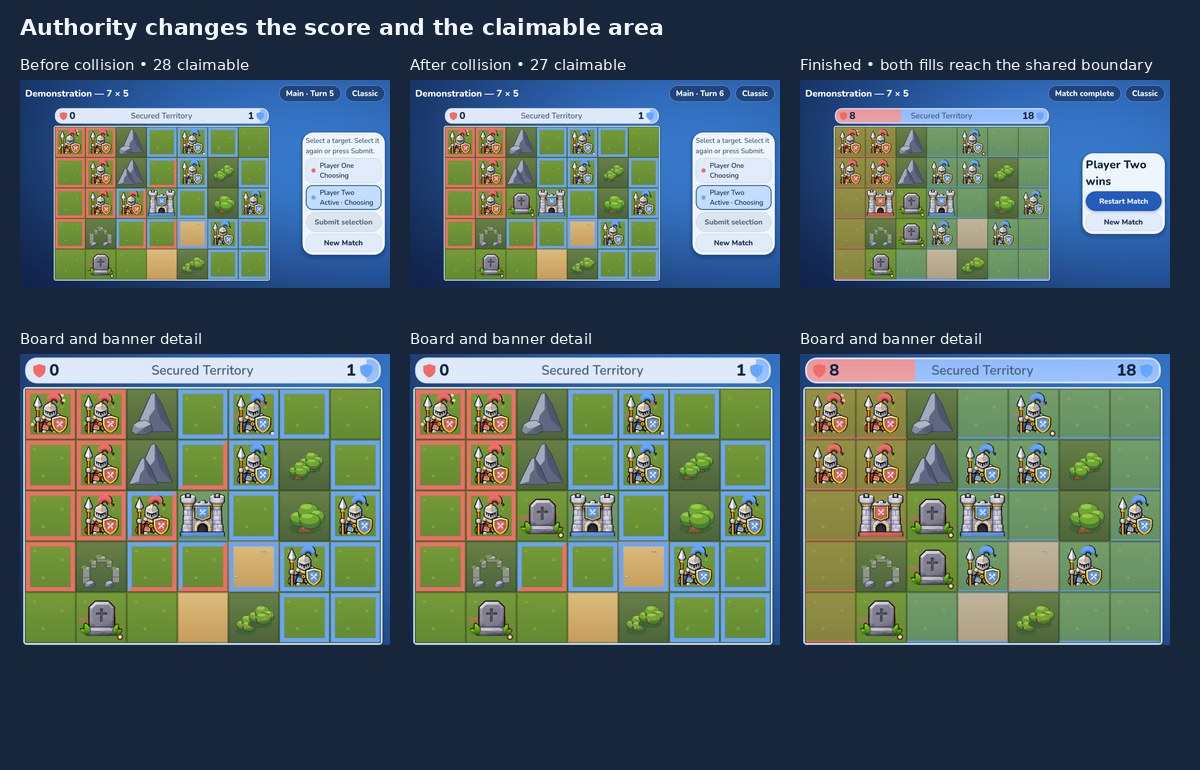 Authority changes the score and the claimable area
Before collision • 28 claimable
After collision • 27 claimable
Finished • both fills reach the shared boundary
Demonstration — 7 × 5
Main · Turn 5
Classic
0
Secured Territory
1
Select a target. Select it
again or press Submit.
Player One
Choosing
Player Two
Active · Choosing
Submit selection
New Match
Demonstration — 7 × 5
Main · Turn 6
Classic
0
Secured Territory
1
Select a target. Select it
again or press Submit.
Player One
Choosing
Player Two
Active · Choosing
Submit selection
New Match
Demonstration — 7 × 5
Match complete
Classic
8
Secured Territory
18
Player Two
wins
Restart Match
New Match
Board and banner detail
Board and banner detail
Board and banner detail
0
Secured Territory
1
0
Secured Territory
1
8
Secured Territory
18